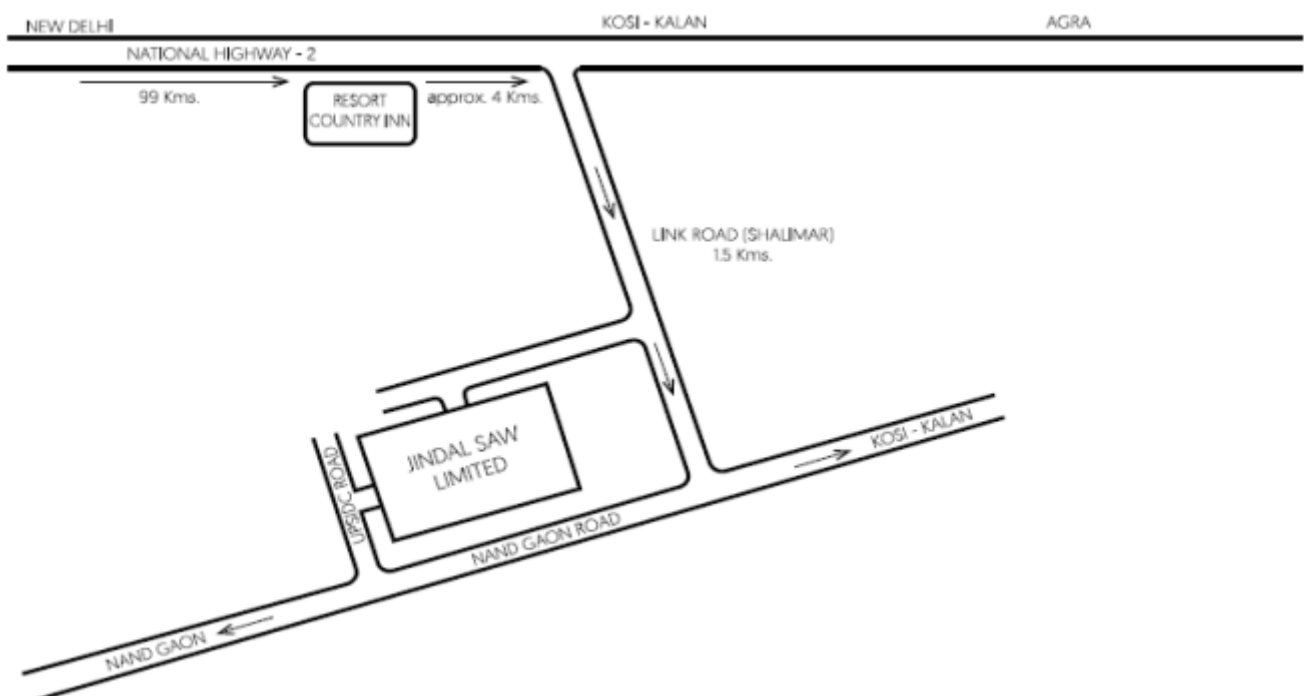 NEW DELHI
KOSI - KALAN
AGRA
NATIONAL HIGHWAY - 2
99 Kms.
RESORT
COUNTRY INN
approx. 4 Kms.
LINK ROAD (SHALIMAR)
1.5 Kms.
JINDAL SAW
LIMITED
KOSI - KALAN
UPSIDC ROAD
NAND GAON ROAD
NAND GAON